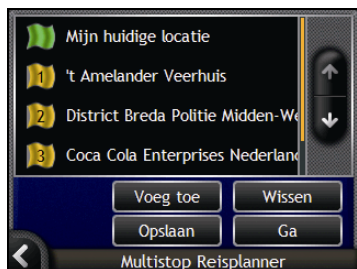 Mijn huidige locatie
1 't Amelander Veerhuis
2 District Breda Politie Midden-We
3 Coca Cola Enterprises Nederland
Voeg toe Wissen
Opslaan Ga
Multistop Reisplanner